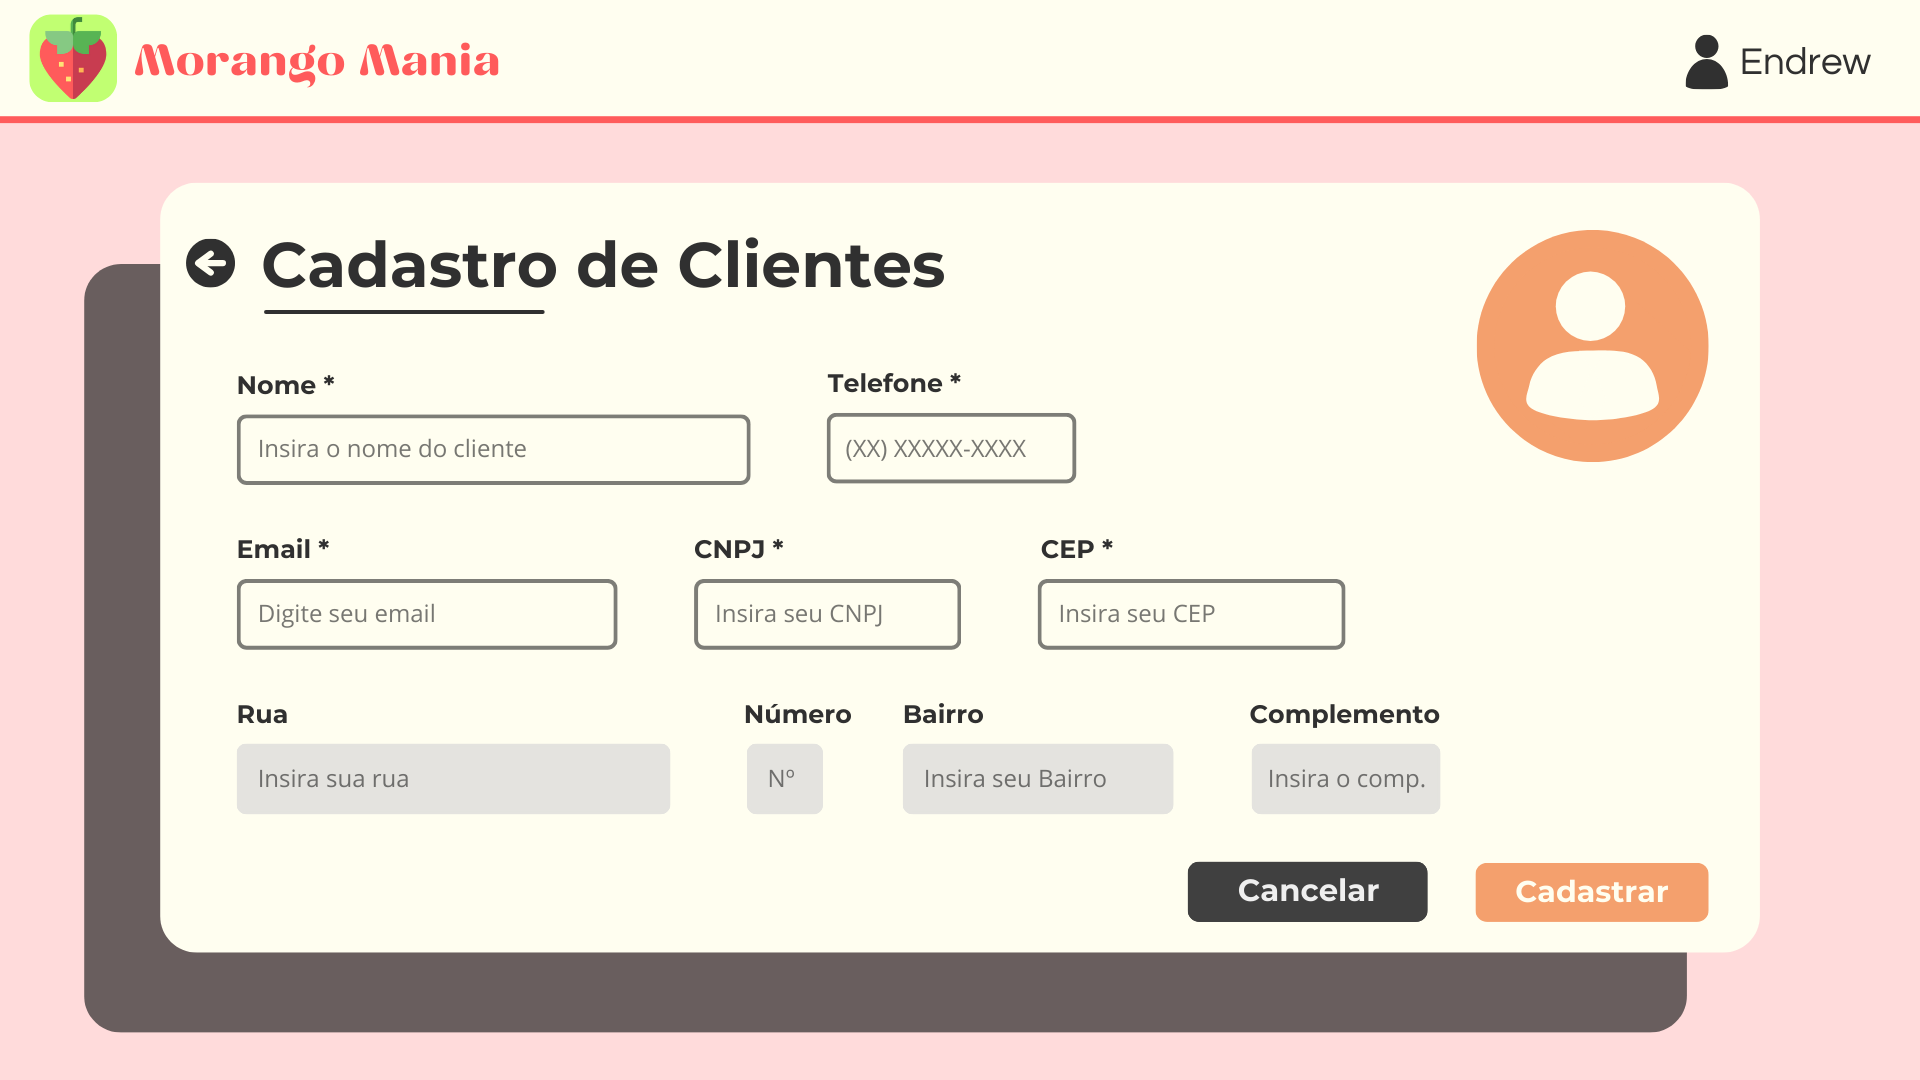 Morango Mania
Endrew
Cadastro de Clientes
Nome *
Telefone *
Insira o nome do cliente
(XX) XXXXX-XXXX
Email *
CNPJ *
CEP *
Digite seu email
Insira seu CNPJ
Insira seu CEP
Rua
Número
Bairro
Complemento
Insira sua rua
Nº
Insira seu Bairro
Insira o comp.
Cancelar
Cadastrar